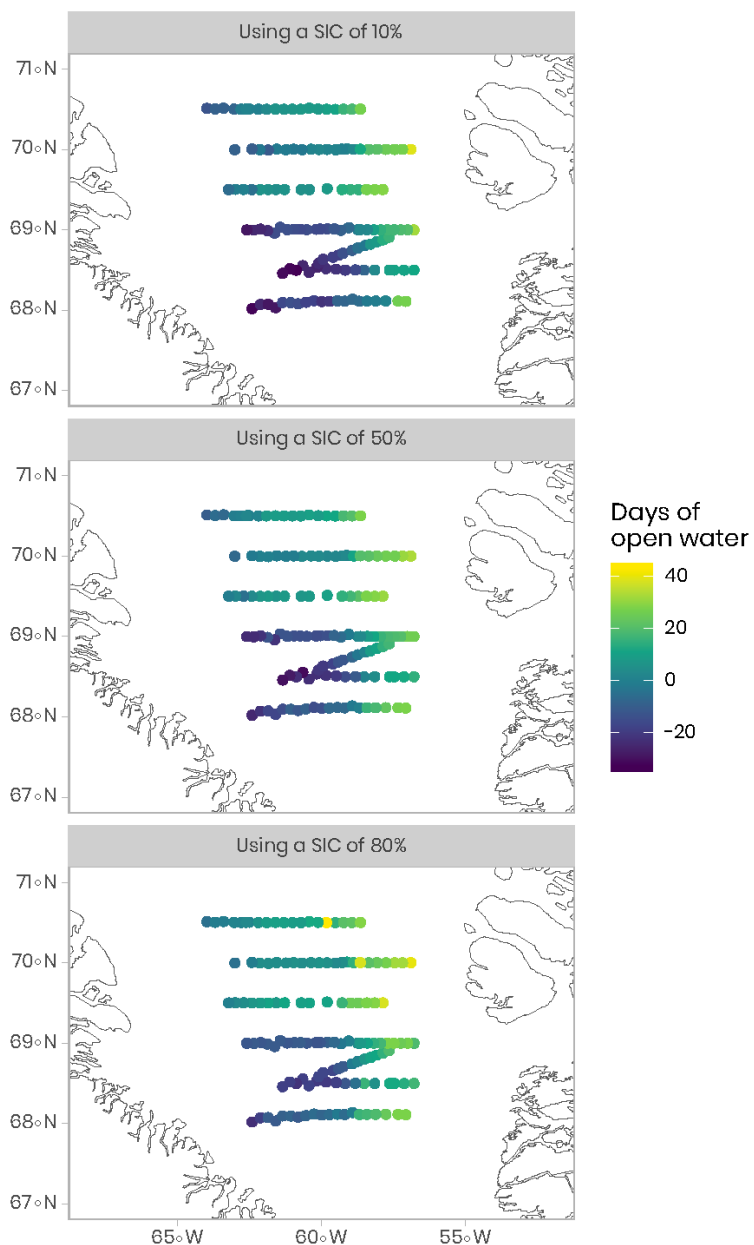 Using a SIC of 10%
71°N
70°N
69°N
68°N
67°N
Using a SIC of 50%
71°N
70°N
69°N
68°N
67°N
Days of
open water
40
20
0
−20
Using a SIC of 80%
71°N
70°N
69°N
68°N
67°N
65°W 60°W 55°W